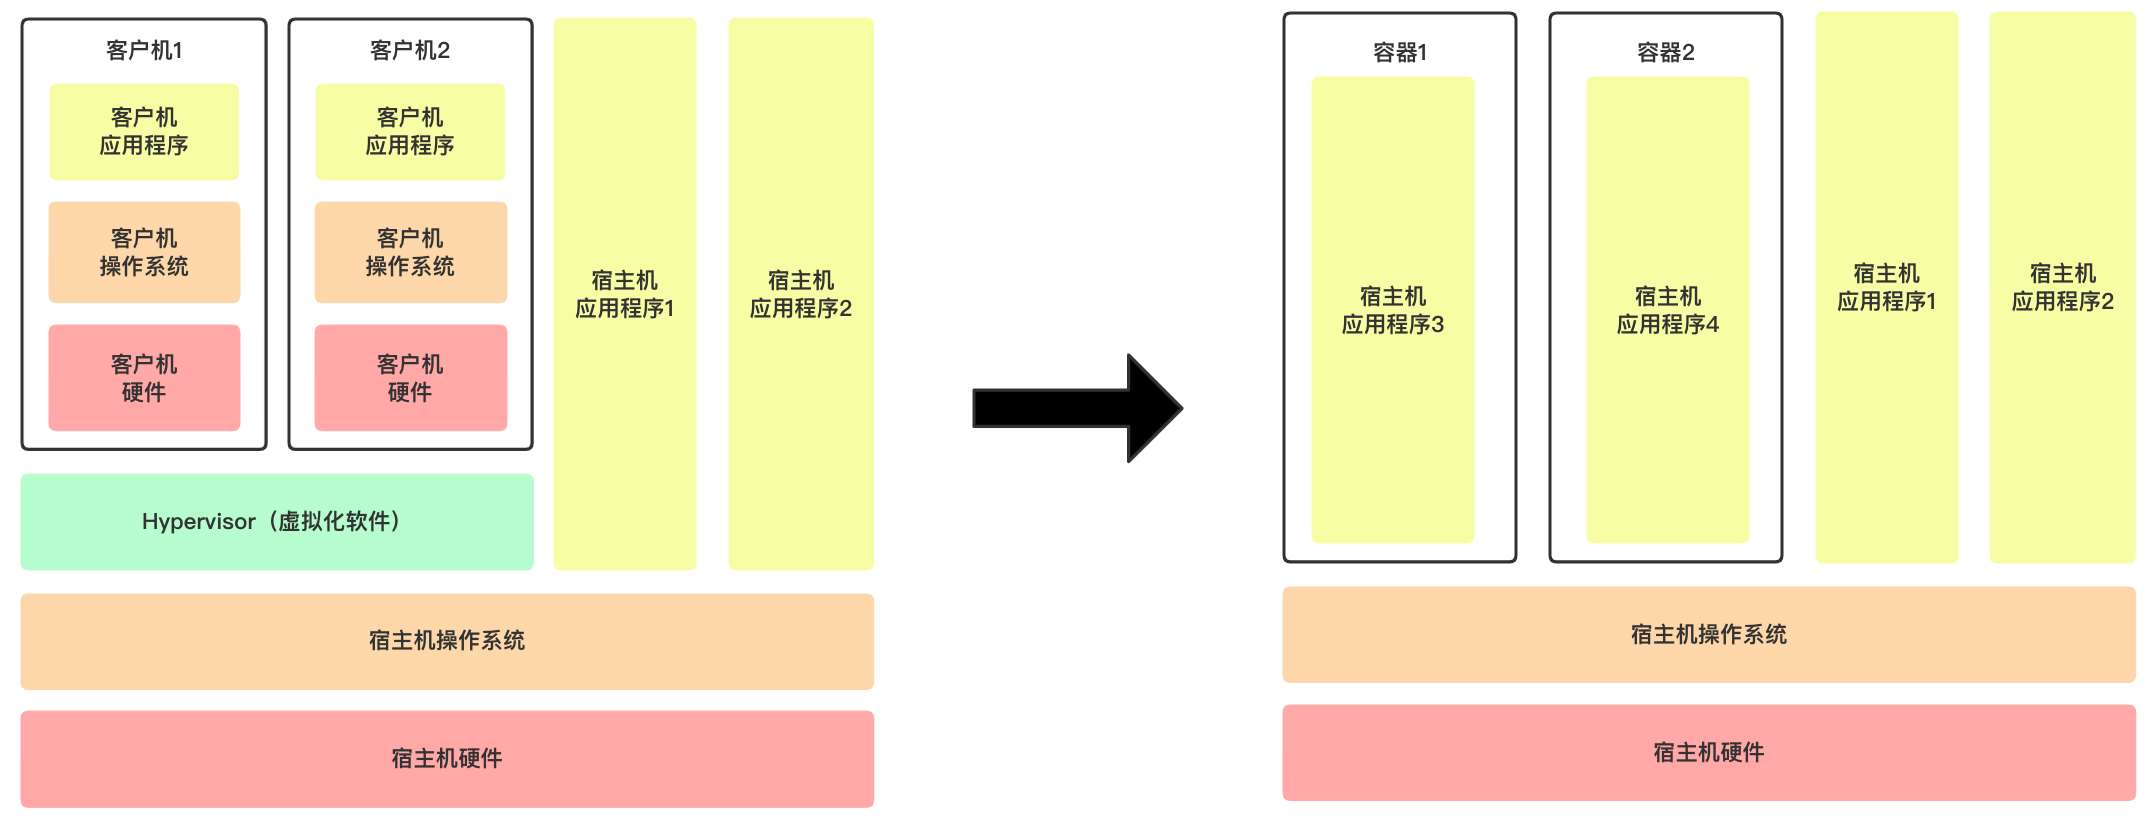 客户机1
客户机
应用程序
客户机
操作系统
客户机
硬件
客户机2
客户机
应用程序
客户机
操作系统
客户机
硬件
宿主机
应用程序1
宿主机
应用程序2
Hypervisor（虚拟化软件）
宿主机操作系统
宿主机硬件
容器1
宿主机
应用程序3
容器2
宿主机
应用程序4
宿主机
应用程序1
宿主机
应用程序2
宿主机操作系统
宿主机硬件